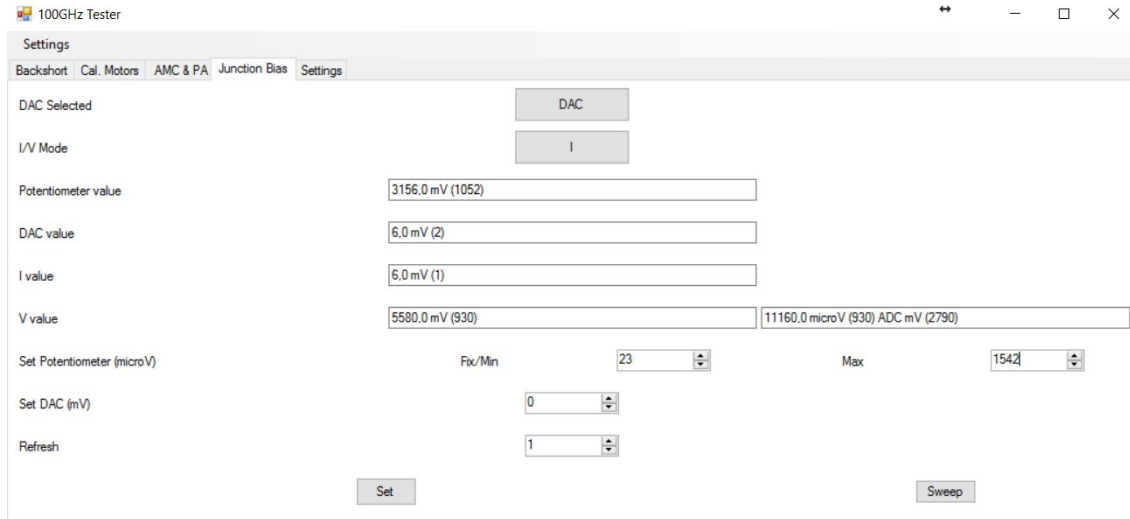 100GHz Tester
Settings
Backshort Cal. Motors AMC & PA Junction Bias Settings
DAC Selected DAC
I/V Mode I
Potentiometer value 3156,0 mV (1052)
DAC value 6,0 mV (2)
I value 6,0 mV (1)
V value 5580,0 mV (930) 11160,0 microV (930) ADC mV (2790)
Set Potentiometer (microV) Fix/Min 23 Max 1542
Set DAC (mV) 0
Refresh 1
Set Sweep